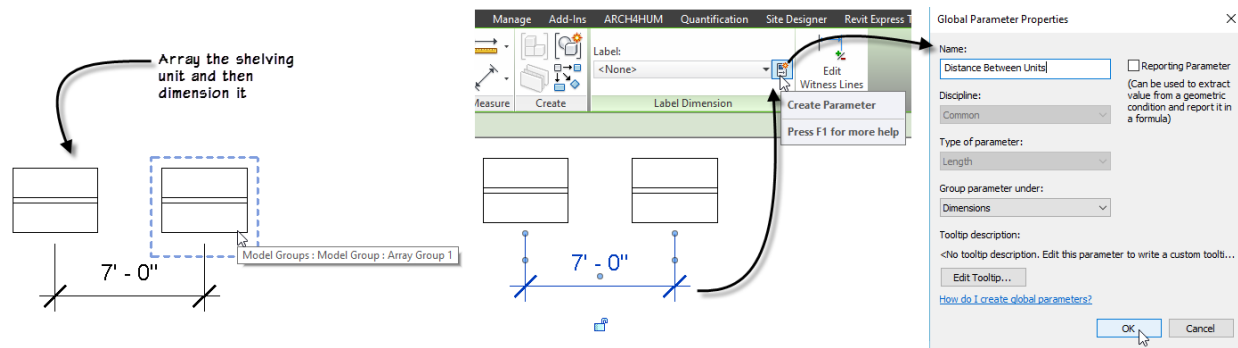 Array the shelving
unit and then
dimension it
7' - 0"
Model Groups : Model Group : Array Group 1
Manage Add-Ins ARCH4HUM Quantification Site Designer Revit Express T
Label:
<None>
Edit
Witness Lines
Measure Create Label Dimension
Create Parameter
Press F1 for more help
7' - 0"
Global Parameter Properties
Name:
Distance Between Units
Reporting Parameter
(Can be used to extract
value from a geometric
condition and report it in
a formula)
Discipline:
Common
Type of parameter:
Length
Group parameter under:
Dimensions
Tooltip description:
<No tooltip description. Edit this parameter to write a custom toolti...
Edit Tooltip...
How do I create global parameters?
OK Cancel